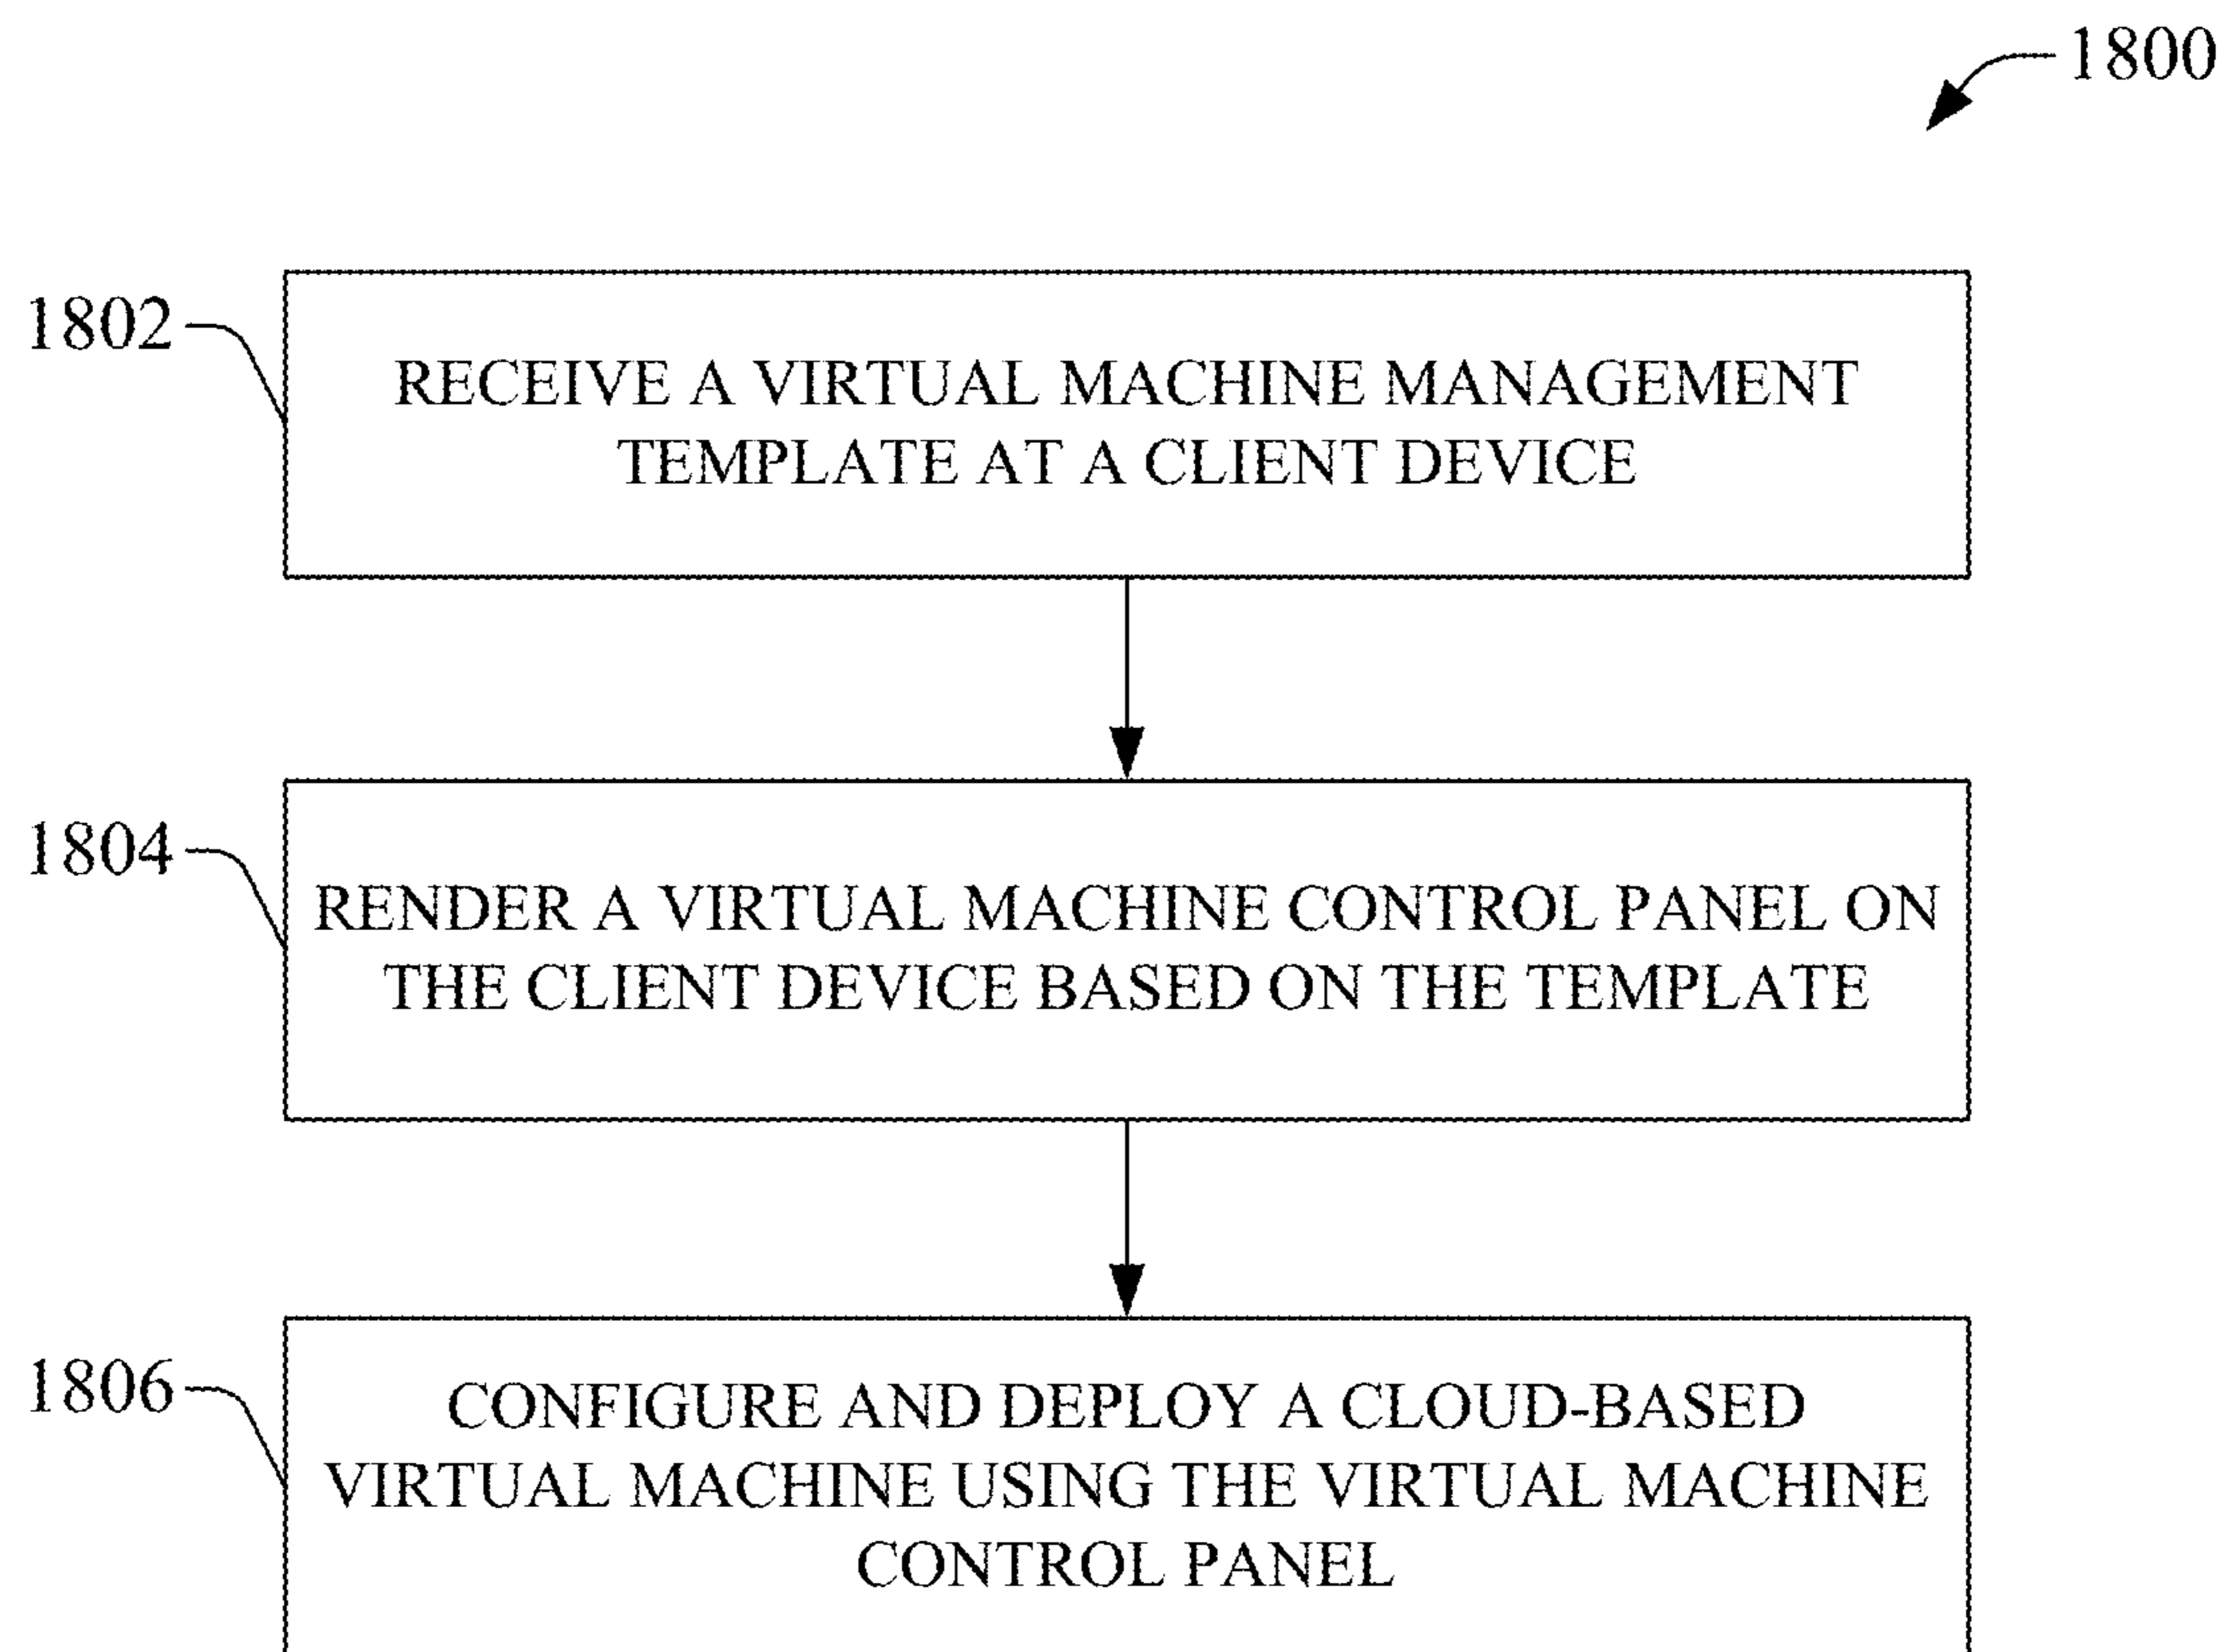 1800
1802
RECEIVE A VIRTUAL MACHINE MANAGEMENT
TEMPLATE AT A CLIENT DEVICE
1804
RENDER A VIRTUAL MACHINE CONTROL PANEL ON
THE CLIENT DEVICE BASED ON THE TEMPLATE
1806
CONFIGURE AND DEPLOY A CLOUD-BASED
VIRTUAL MACHINE USING THE VIRTUAL MACHINE
CONTROL PANEL